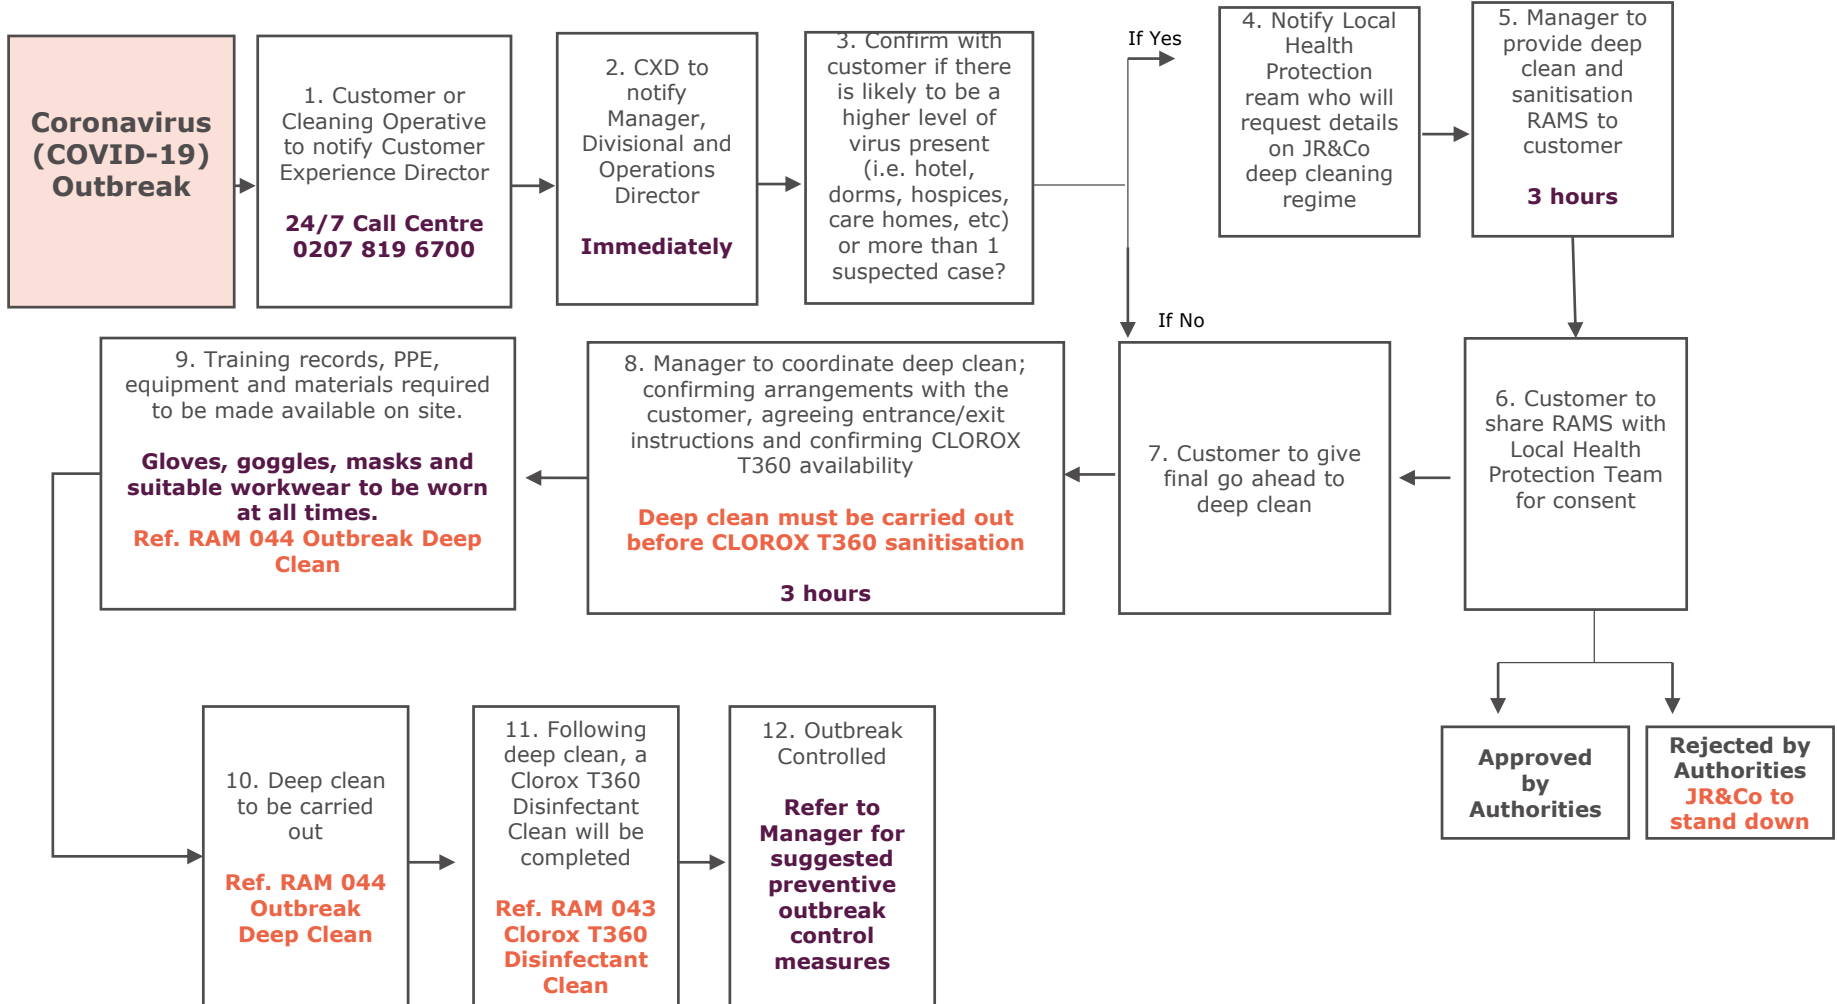 Coronavirus
(COVID-19)
Outbreak
1. Customer or
Cleaning Operative
to notify Customer
Experience Director
24/7 Call Centre
0207 819 6700
2. CXD to
notify
Manager,
Divisional and
Operations
Director
Immediately
3. Confirm with
customer if there
is likely to be a
higher level of
virus present
(i.e. hotel,
dorms, hospices,
care homes, etc)
or more than 1
suspected case?
If Yes
4. Notify Local
Health
Protection
ream who will
request details
on JR&Co
deep cleaning
regime
5. Manager to
provide deep
clean and
sanitisation
RAMS to
customer
3 hours
If No
6. Customer to
share RAMS with
Local Health
Protection Team
for consent
Approved
by
Authorities
Rejected by
Authorities
JR&Co to
stand down
7. Customer to give
final go ahead to
deep clean
8. Manager to coordinate deep clean;
confirming arrangements with the
customer, agreeing entrance/exit
instructions and confirming CLOROX
T360 availability
Deep clean must be carried out
before CLOROX T360 sanitisation
3 hours
9. Training records, PPE,
equipment and materials required
to be made available on site.
Gloves, goggles, masks and
suitable workwear to be worn
at all times.
Ref. RAM 044 Outbreak Deep
Clean
10. Deep clean
to be carried
out
Ref. RAM 044
Outbreak
Deep Clean
11. Following
deep clean, a
Clorox T360
Disinfectant
Clean will be
completed
Ref. RAM 043
Clorox T360
Disinfectant
Clean
12. Outbreak
Controlled
Refer to
Manager for
suggested
preventive
outbreak
control
measures